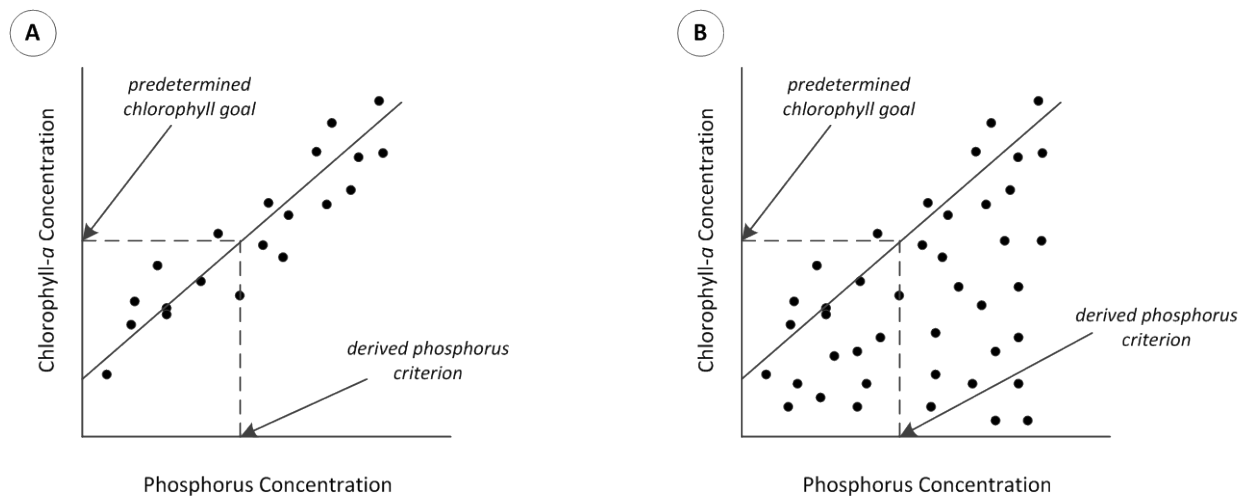 A
predetermined
chlorophyll goal
Chlorophyll-a Concentration
derived phosphorus
criterion
Phosphorus Concentration
B
predetermined
chlorophyll goal
Chlorophyll-a Concentration
derived phosphorus
criterion
Phosphorus Concentration